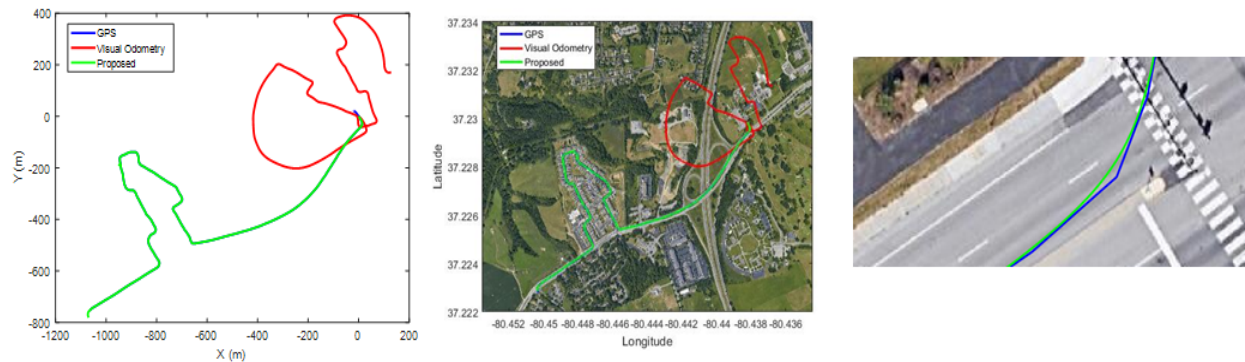 400
200
0
-200
-400
-600
-800
Y (m)
GPS
Visual Odometry
Proposed
-1200 -1000 -800 -600 -400 -200 0 200
X (m)
37.234
37.232
37.23
37.228
37.226
37.224
37.222
Latitude
GPS
Visual Odometry
Proposed
-80.452 -80.45 -80.448 -80.446 -80.444 -80.442 -80.44 -80.438 -80.436
Longitude